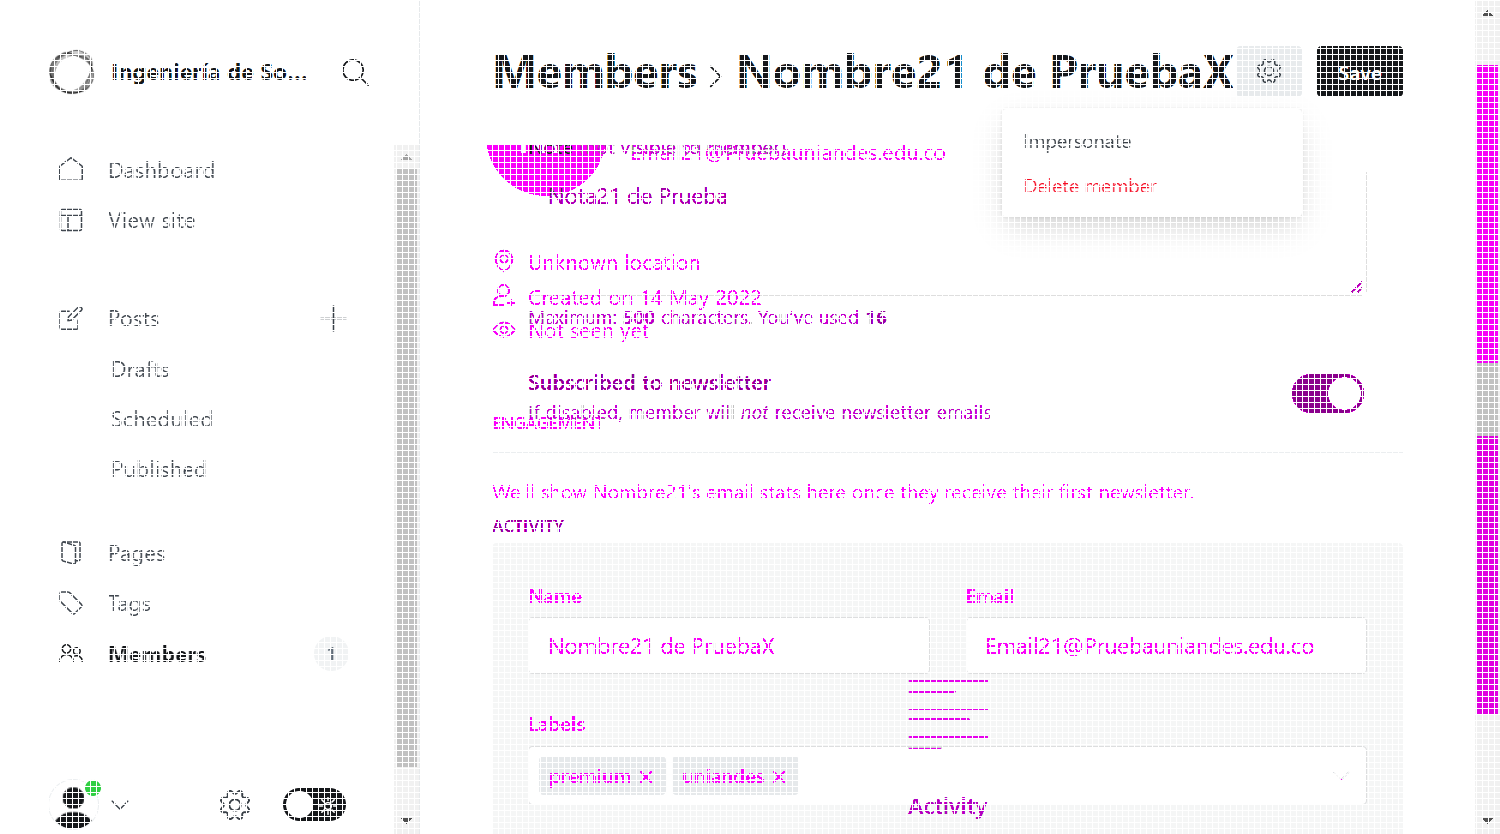 Ingeniería de So...
Members › Nombre21 de PruebaX
Save
Impersonate
Delete member
Dashboard
View site
Posts
Drafts
Scheduled
Published
Pages
Tags
Members
1
Email21@Pruebauniandes.edu.co
Nota21 de Prueba
Unknown location
Created on 14 May 2022
Maximum: 500 characters. You've used 16
Not seen yet
Subscribed to newsletter
If disabled, member will not receive newsletter emails
ENGAGEMENT
We'll show Nombre21's email stats here once they receive their first newsletter.
ACTIVITY
Name
Email
Nombre21 de PruebaX
Email21@Pruebauniandes.edu.co
Labels
premium ×
uniandes ×
Activity